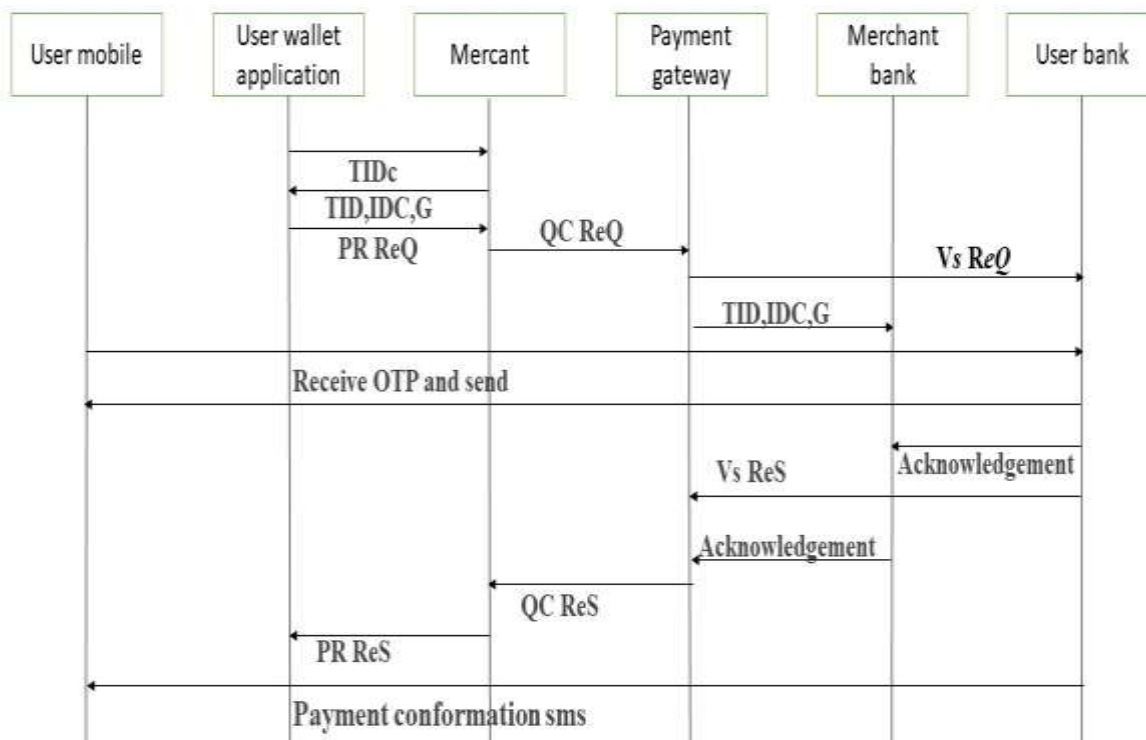 User mobile
User wallet
application
Mercant
Payment
gateway
Merchant
bank
User bank
TIDc
TID,IDC,G
PR ReQ
QC ReQ
Vs ReQ
TID,IDC,G
Receive OTP and send
Acknowledgement
Vs ReS
Acknowledgement
QC ReS
PR ReS
Payment conformation sms